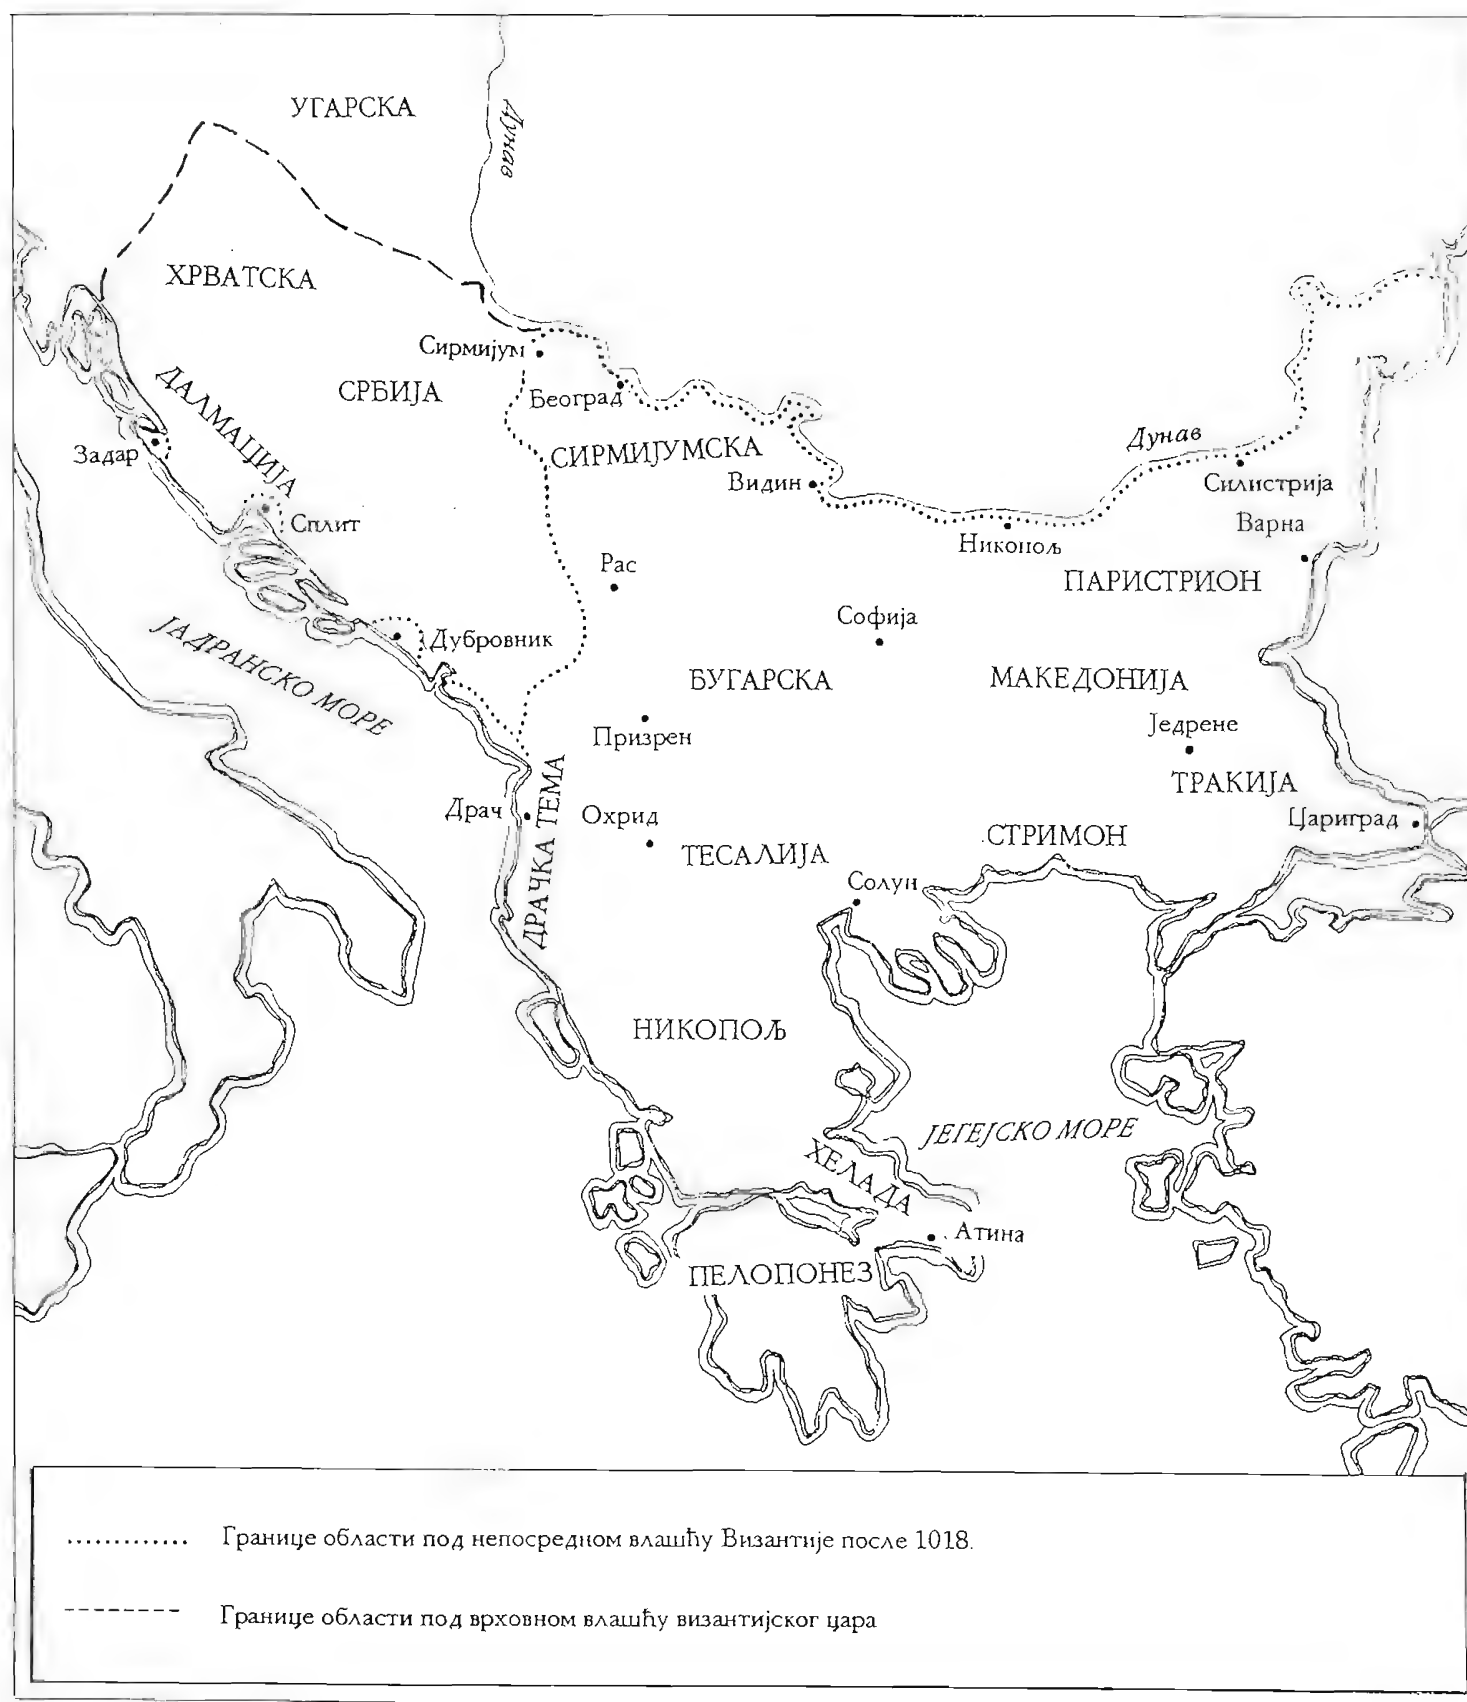 УГАРСКА
Дунав
ХРВАТСКА
Сирмијум
СРБИЈА
Београд
ДАЛМАЦИЈА
Задар
СИРМИЈУМСКА
Видин
Дунав
Силистрија
Варна
Сплит
Никопољ
Рас
ПАРИСТРИОН
Софија
Дубровник
ЈАДРАНСКО МОРЕ
БУГАРСКА
МАКЕДОНИЈА
Призрен
Једрене
ТРАКИЈА
Драч
ДРАЧКА ТЕМА
Охрид
Цариград
СТРИМОН
ТЕСАЛИЈА
Солун
НИКОПОЉ
ЈЕГЕЈСКО МОРЕ
ХЕЛАДА
Атина
ПЕЛОПОНЕЗ
Границе области под непосредном влашћу Византије после 1018.
Границе области под врховном влашћу византијског цара